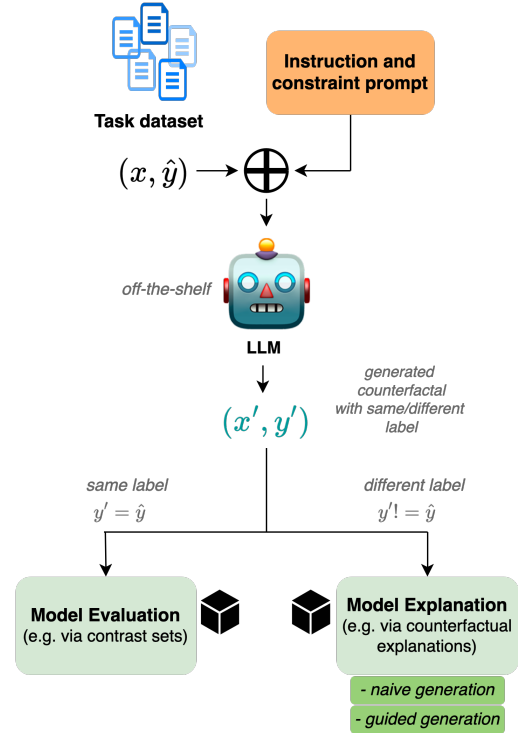 Task dataset
Instruction and
constraint prompt
(x, ŷ)
off-the-shelf
LLM
generated
counterfactal
with same/different
label
(x′, y′)
same label
y′ = ŷ
different label
y′! = ŷ
Model Evaluation
(e.g. via contrast sets)
Model Explanation
(e.g. via counterfactual
explanations)
- naive generation
- guided generation